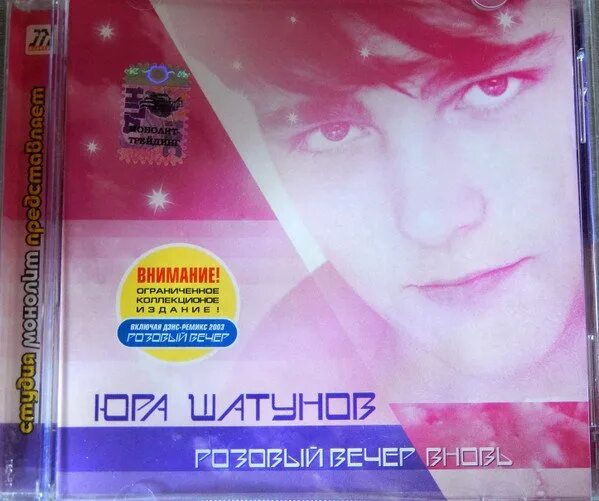 студия монолит представляет
МОНОЛИТ
ТРЕЙДИНГ
ВНИМАНИЕ!
ОГРАНИЧЕННОЕ
КОЛЛЕКЦИОНОЕ
ИЗДАНИЕ!
ВКЛЮЧАЯ ДЭНС-РЕМИКС 2003
РОЗОВЫЙ ВЕЧЕР
ЮРА ШАТУНОВ
РОЗОВЫЙ ВЕЧЕР ВНОВЬ